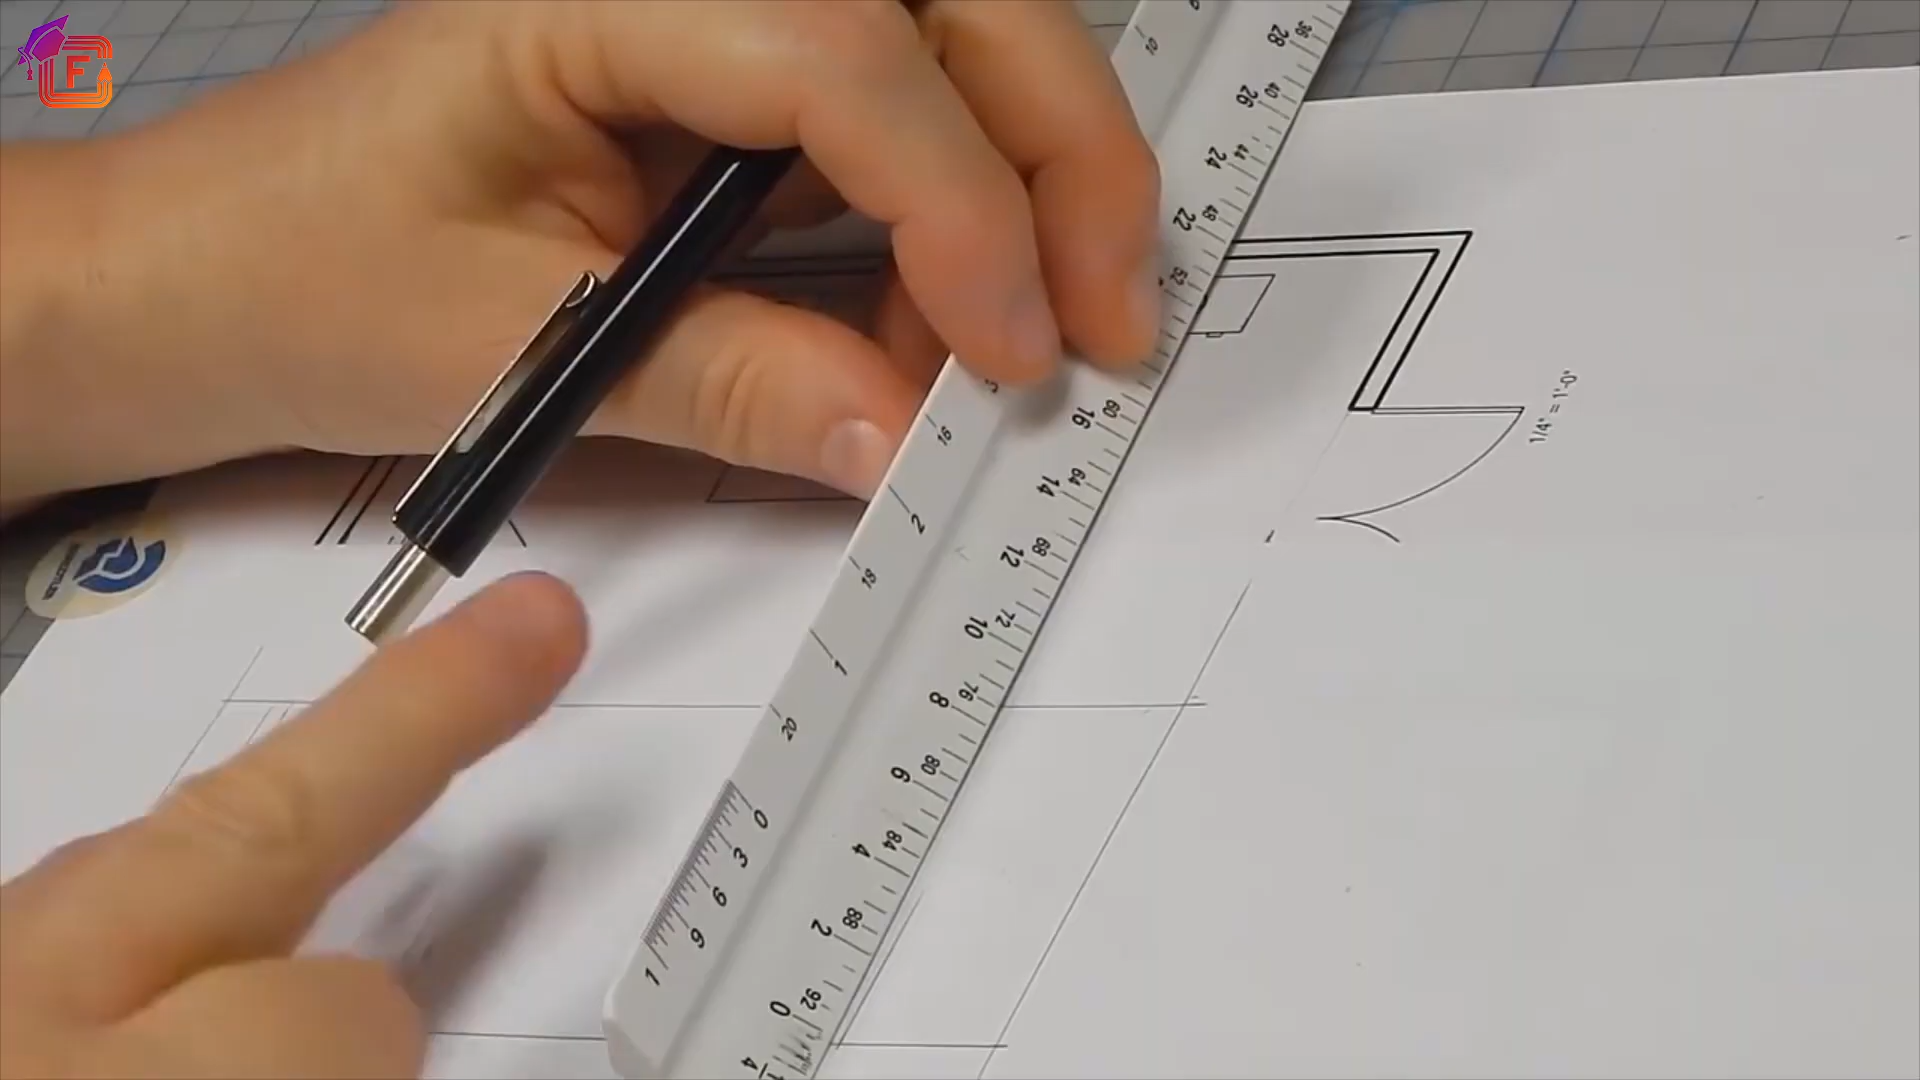 F
28 26 24 22 16 14 12 10 8 6 4 2 0 1/4
36 40 44 48 52 60 64 68 72 76 80 84 88 92
16 2 18 1 20 0 3 6 9 1
1/4" = 1'-0"